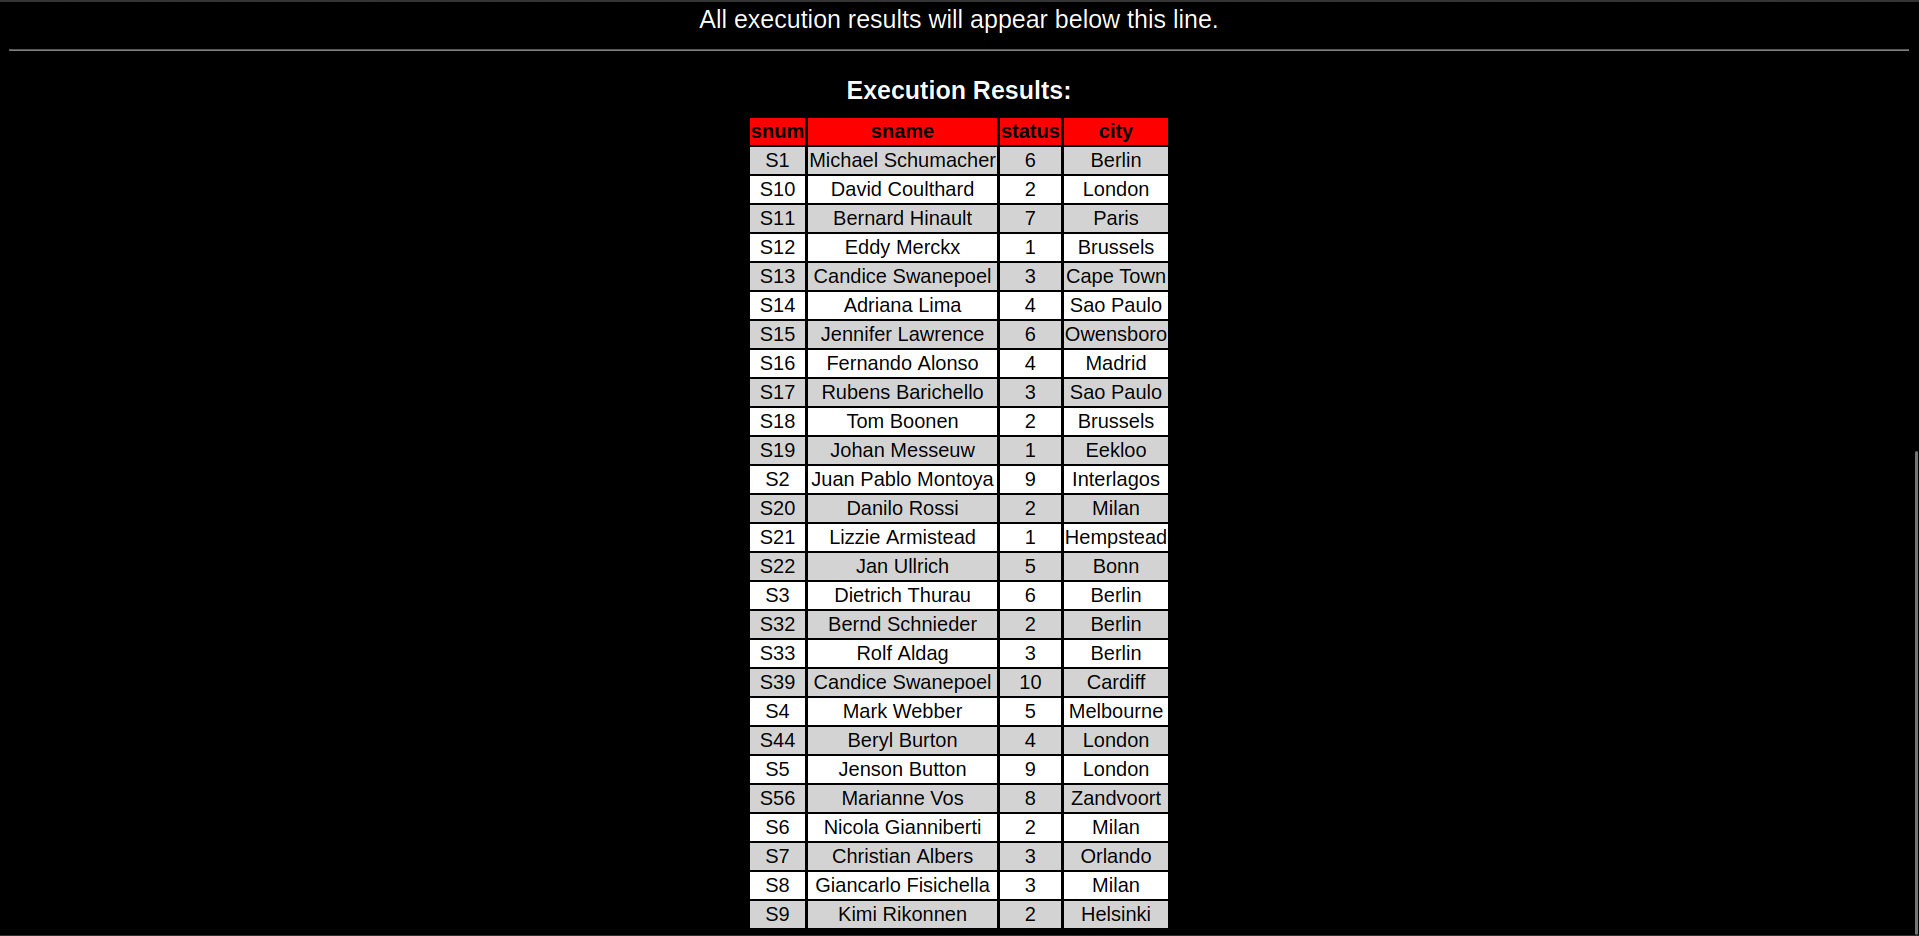 All execution results will appear below this line.
Execution Results:
snum sname status city
S1 Michael Schumacher 6 Berlin
S10 David Coulthard 2 London
S11 Bernard Hinault 7 Paris
S12 Eddy Merckx 1 Brussels
S13 Candice Swanepoel 3 Cape Town
S14 Adriana Lima 4 Sao Paulo
S15 Jennifer Lawrence 6 Owensboro
S16 Fernando Alonso 4 Madrid
S17 Rubens Barichello 3 Sao Paulo
S18 Tom Boonen 2 Brussels
S19 Johan Messeuw 1 Eekloo
S2 Juan Pablo Montoya 9 Interlagos
S20 Danilo Rossi 2 Milan
S21 Lizzie Armistead 1 Hempstead
S22 Jan Ullrich 5 Bonn
S3 Dietrich Thurau 6 Berlin
S32 Bernd Schnieder 2 Berlin
S33 Rolf Aldag 3 Berlin
S39 Candice Swanepoel 10 Cardiff
S4 Mark Webber 5 Melbourne
S44 Beryl Burton 4 London
S5 Jenson Button 9 London
S56 Marianne Vos 8 Zandvoort
S6 Nicola Gianniberti 2 Milan
S7 Christian Albers 3 Orlando
S8 Giancarlo Fisichella 3 Milan
S9 Kimi Rikonnen 2 Helsinki